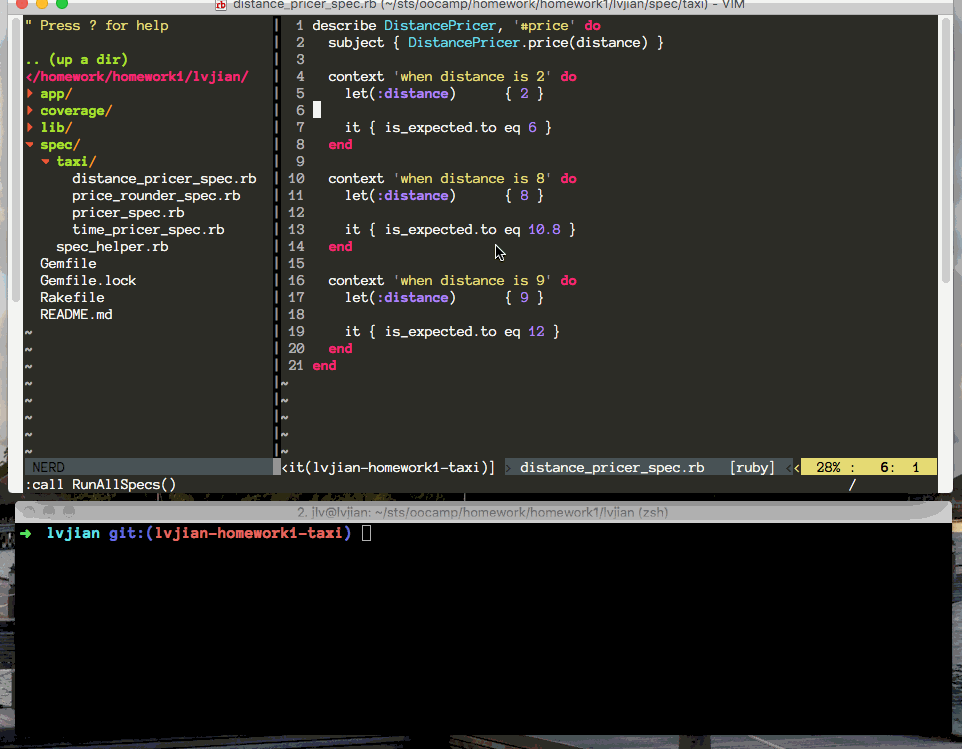 distance_pricer_spec.rb (~/sts/oocamp/homework/homework1/lvjian/spec/taxi) - VIM
" Press ? for help
.. (up a dir)
</homework/homework1/lvjian/
app/
coverage/
lib/
spec/
taxi/
distance_pricer_spec.rb
price_rounder_spec.rb
pricer_spec.rb
time_pricer_spec.rb
spec_helper.rb
Gemfile
Gemfile.lock
Rakefile
README.md
~
~
~
~
~
~
~
~
NERD
1 describe DistancePricer, '#price' do
2 subject { DistancePricer.price(distance) }
3
4 context 'when distance is 2' do
5 let(:distance) { 2 }
6
7 it { is_expected.to eq 6 }
8 end
9
10 context 'when distance is 8' do
11 let(:distance) { 8 }
12
13 it { is_expected.to eq 10.8 }
14 end
15
16 context 'when distance is 9' do
17 let(:distance) { 9 }
18
19 it { is_expected.to eq 12 }
20 end
21 end
~
~
~
~
~
<it(lvjian-homework1-taxi)] > distance_pricer_spec.rb [ruby] << 28% : 6: 1
:call RunAllSpecs() /
2. jlv@lvjian: ~/sts/oocamp/homework/homework1/lvjian (zsh)
➜ lvjian git:(lvjian-homework1-taxi)